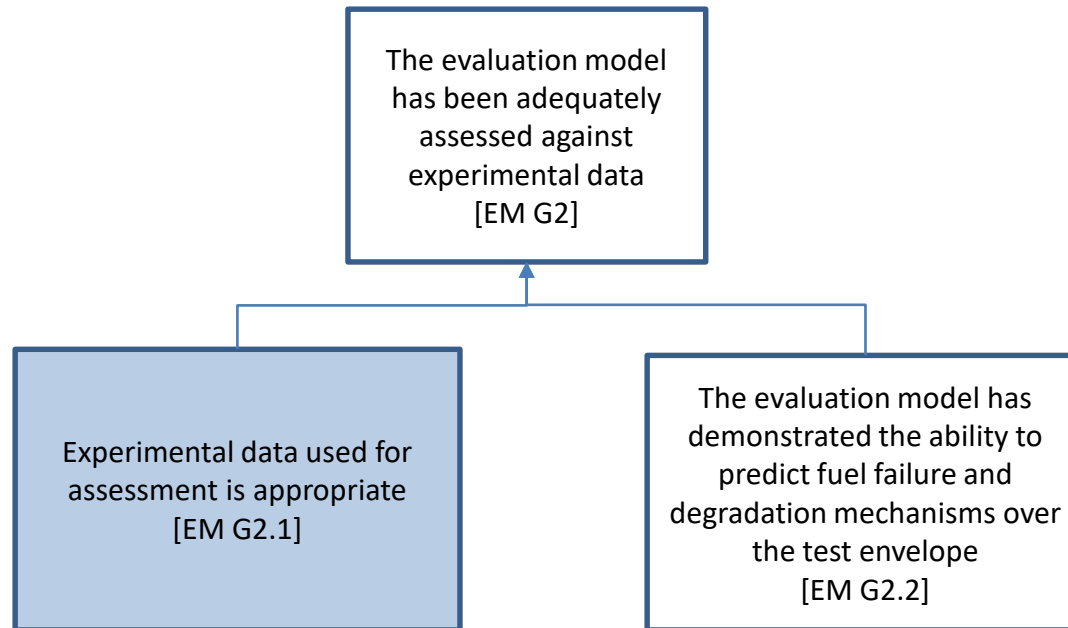 The evaluation model
has been adequately
assessed against
experimental data
[EM G2]
Experimental data used for
assessment is appropriate
[EM G2.1]
The evaluation model has
demonstrated the ability to
predict fuel failure and
degradation mechanisms over
the test envelope
[EM G2.2]